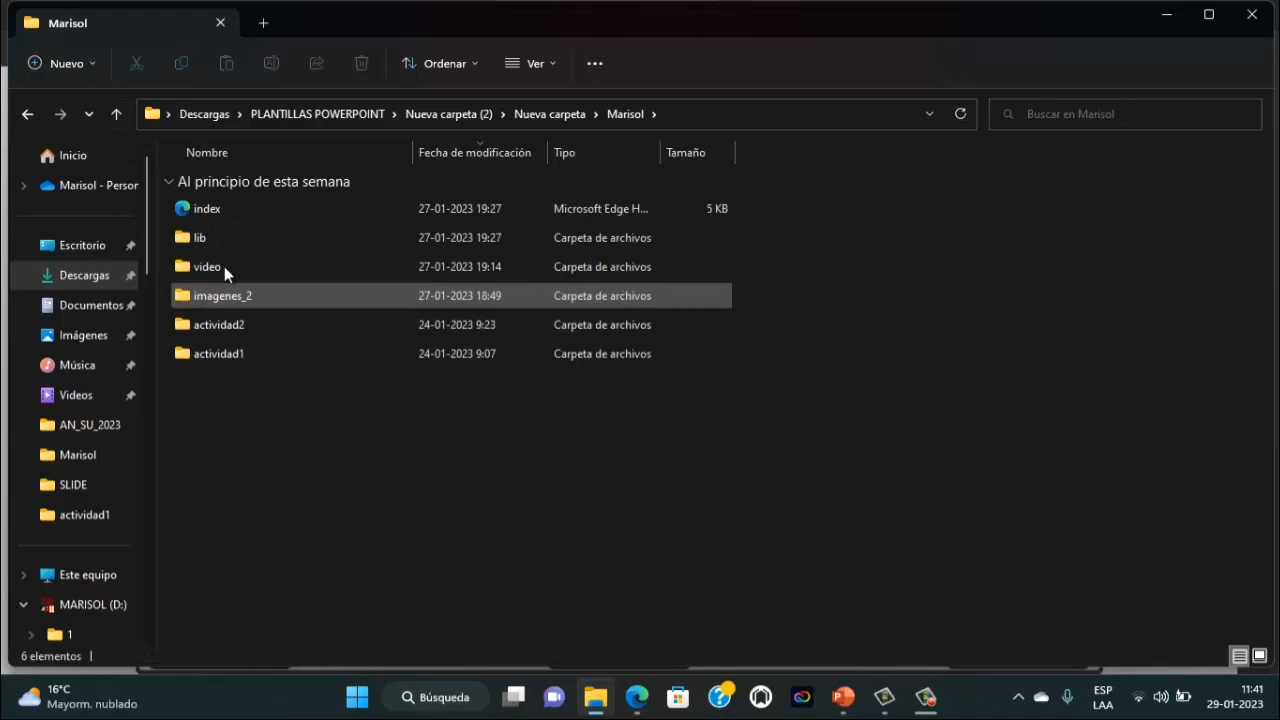 Marisol
Nuevo
Ordenar
Ver
Descargas > PLANTILLAS POWERPOINT > Nueva carpeta (2) > Nueva carpeta > Marisol >
Buscar en Marisol
Inicio
Marisol - Person
Escritorio
Descargas
Documentos
Imágenes
Música
Videos
AN_SU_2023
Marisol
SLIDE
actividad1
Este equipo
MARISOL (D:)
1
Nombre Fecha de modificación Tipo Tamaño
Al principio de esta semana
index 27-01-2023 19:27 Microsoft Edge H... 5 KB
lib 27-01-2023 19:27 Carpeta de archivos
video 27-01-2023 19:14 Carpeta de archivos
imagenes_2 27-01-2023 18:49 Carpeta de archivos
actividad2 24-01-2023 9:23 Carpeta de archivos
actividad1 24-01-2023 9:07 Carpeta de archivos
6 elementos
16°C
Mayorm. nublado
Búsqueda
ESP
LAA
11:41
29-01-2023